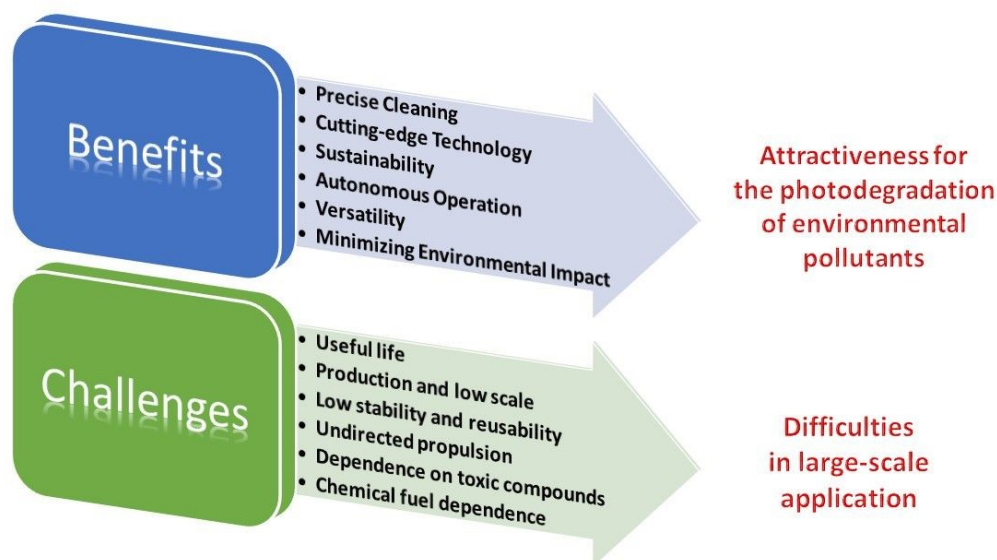 Benefits
• Precise Cleaning
• Cutting-edge Technology
• Sustainability
• Autonomous Operation
• Versatility
• Minimizing Environmental Impact
Attractiveness for
the photodegradation
of environmental
pollutants
Challenges
• Useful life
• Production and low scale
• Low stability and reusability
• Undirected propulsion
• Dependence on toxic compounds
• Chemical fuel dependence
Difficulties
in large-scale
application